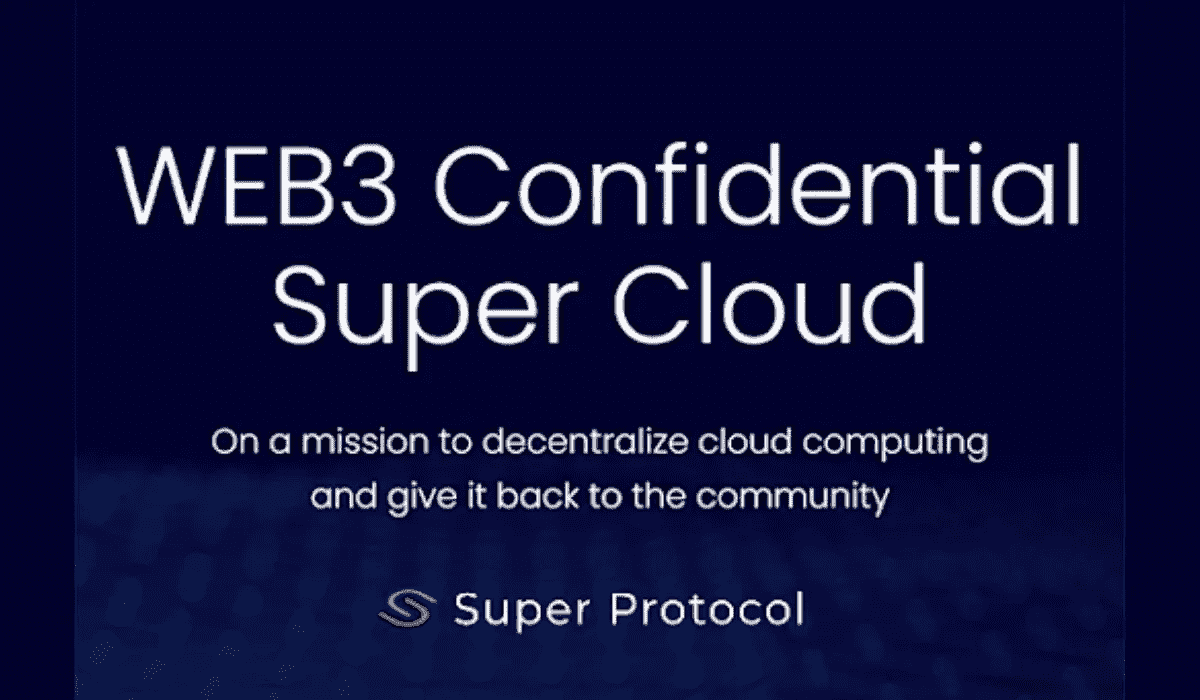 WEB3 Confidential
Super Cloud
On a mission to decentralize cloud computing
and give it back to the community
Super Protocol